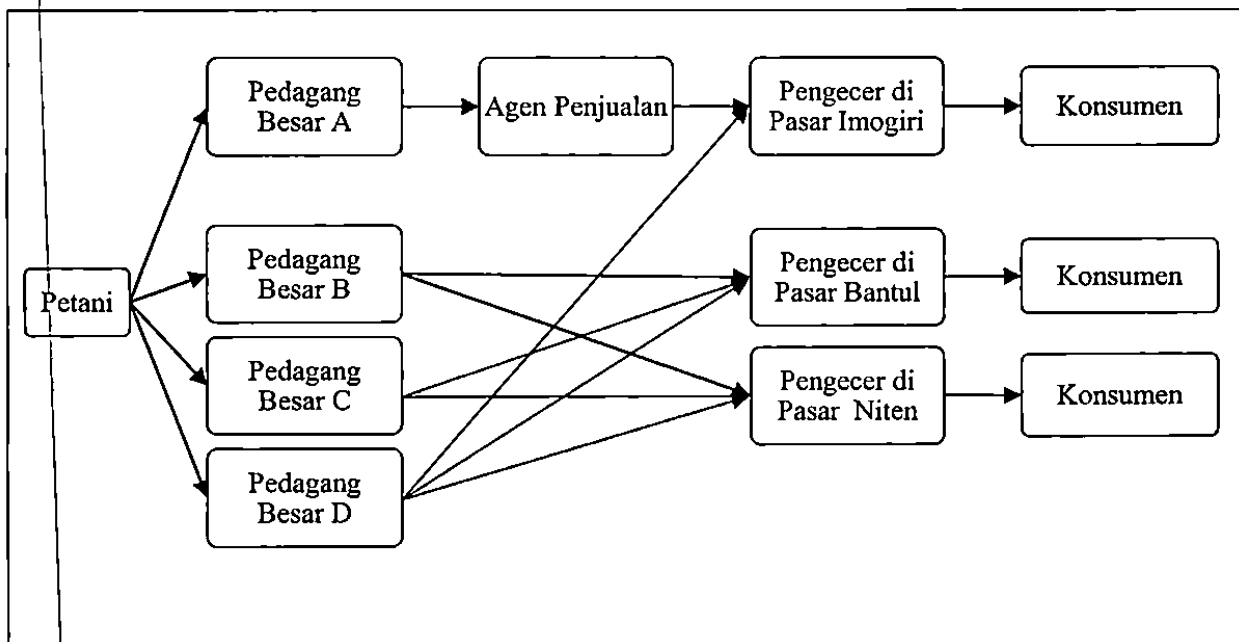 Pedagang
Besar A
Agen Penjualan
Pengecer di
Pasar Imogiri
Konsumen
Petani
Pedagang
Besar B
Pengecer di
Pasar Bantul
Konsumen
Pedagang
Besar C
Pengecer di
Pasar Niten
Konsumen
Pedagang
Besar D